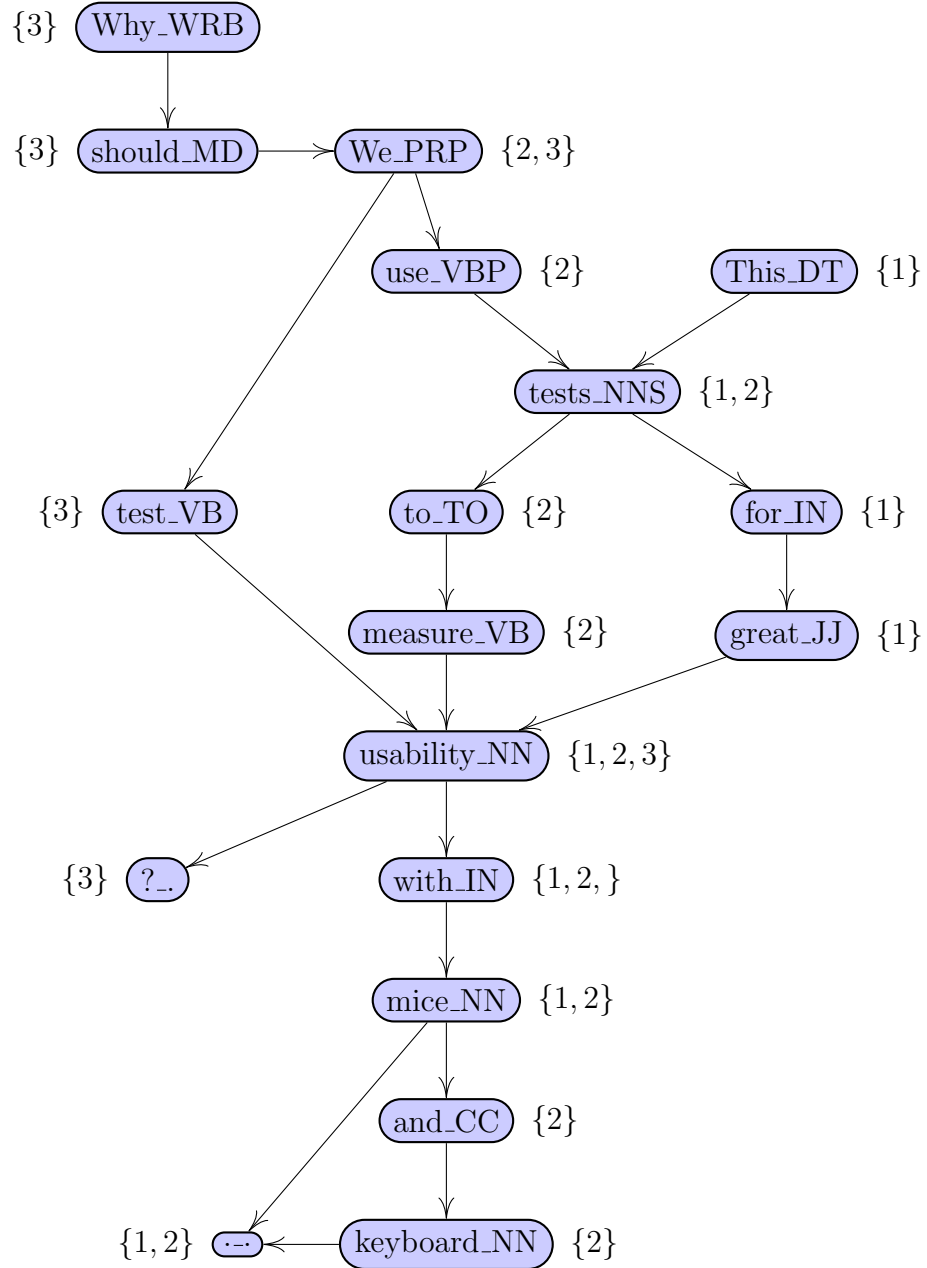 {3} Why_WRB
{3} should_MD We_PRP {2, 3}
use_VBP {2} This_DT {1}
tests_NNS {1, 2}
{3} test_VB to_TO {2} for_IN {1}
measure_VB {2} great_JJ {1}
usability_NN {1, 2, 3}
{3} ?_. with_IN {1, 2, }
mice_NN {1, 2}
and_CC {2}
{1, 2} ._. keyboard_NN {2}